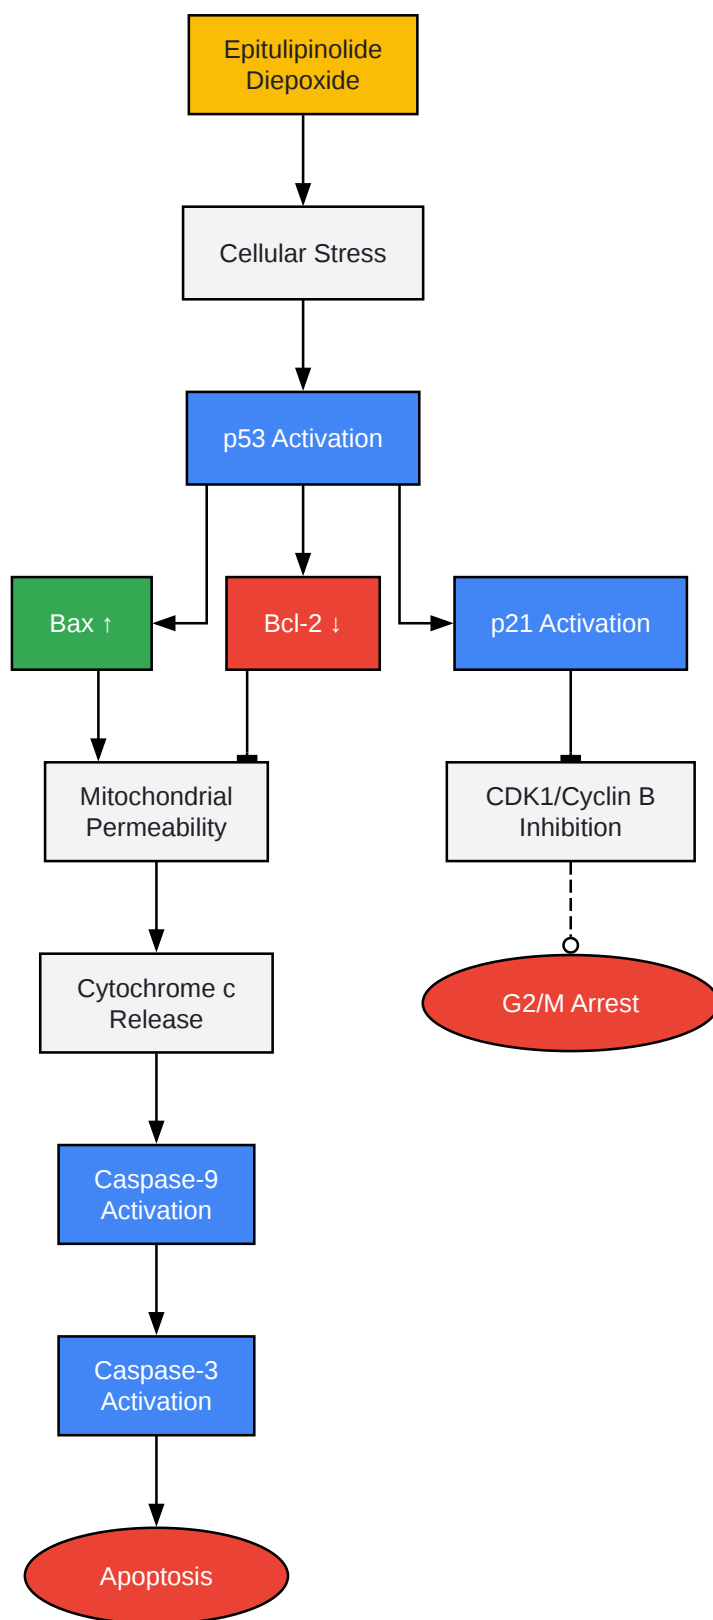 Epitulipinolide
Diepoxide
Cellular Stress
p53 Activation
Bax ↑
Bcl-2 ↓
p21 Activation
Mitochondrial
Permeability
CDK1/Cyclin B
Inhibition
Cytochrome c
Release
G2/M Arrest
Caspase-9
Activation
Caspase-3
Activation
Apoptosis